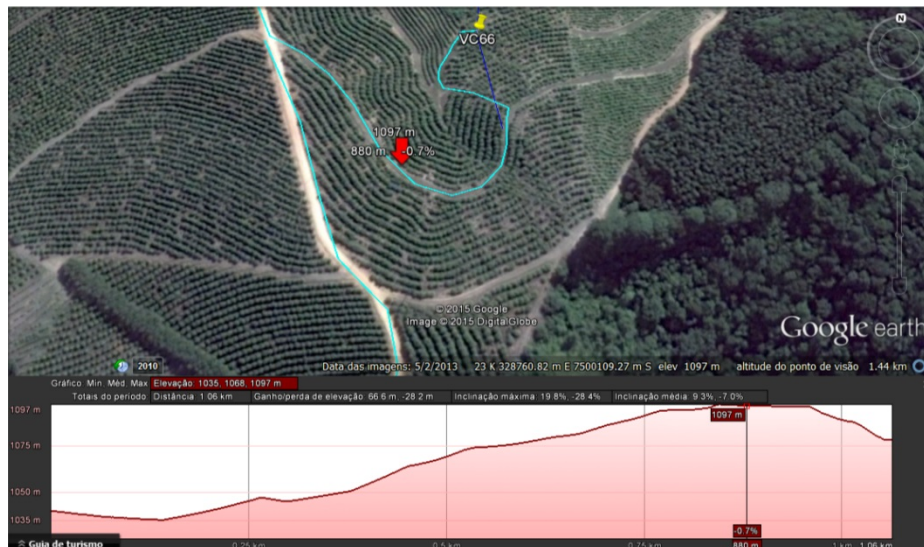 N
VC66
1097 m
880 m -0.7%
© 2015 Google
Image © 2015 DigitalGlobe
Google earth
2010
Data das imagens: 5/2/2013 23 K 328760.82 m E 7500109.27 m S elev 1097 m altitude do ponto de visão 1.44 km
Gráfico Mín. Méd. Max Elevação: 1035, 1068, 1097 m
Totais do período Distância: 1.06 km Ganho/perda de elevação: 66.6 m, -28.2 m Inclinação máxima: 19.8%, -28.4% Inclinação média: 9.3%, -7.0%
1097 m
1097 m
1075 m
1050 m
1035 m
-0.7%
Guia de turismo 0.25 km 0.5 km 0.75 km 880 m 1 km 1.06 km